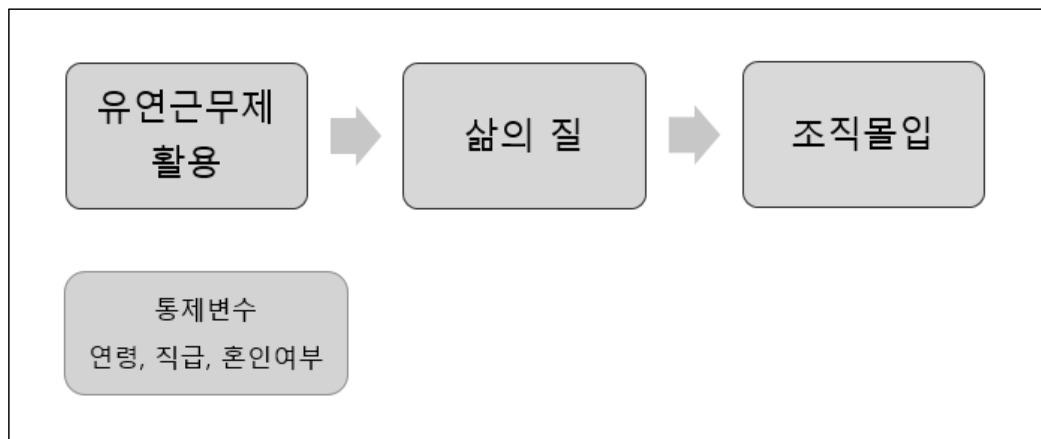 유연근무제
활용
삶의 질
조직몰입
통제변수
연령, 직급, 혼인여부